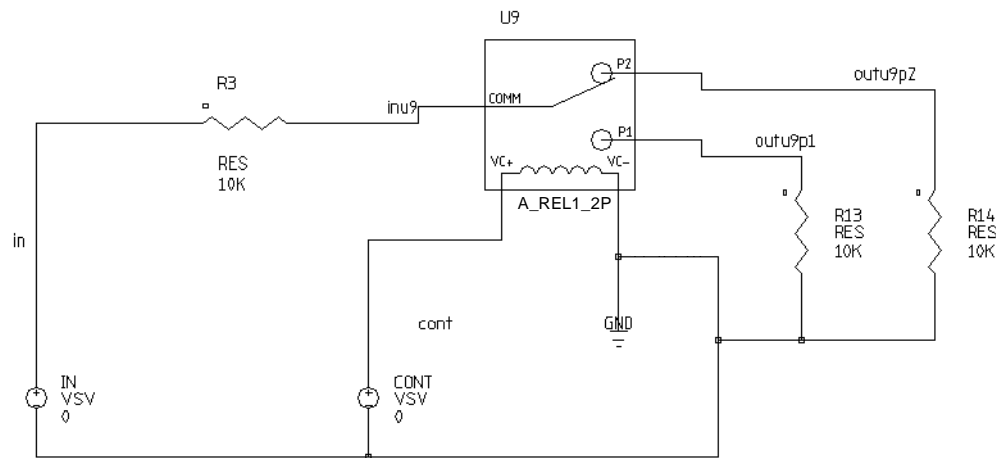 U9
P2
outu9p2
R3
inu9
COMM
P1
outu9p1
RES
10K
VC+
VC-
A_REL1_2P
R13
RES
10K
R14
RES
10K
in
cont
GND
IN
VSV
0
CONT
VSV
0